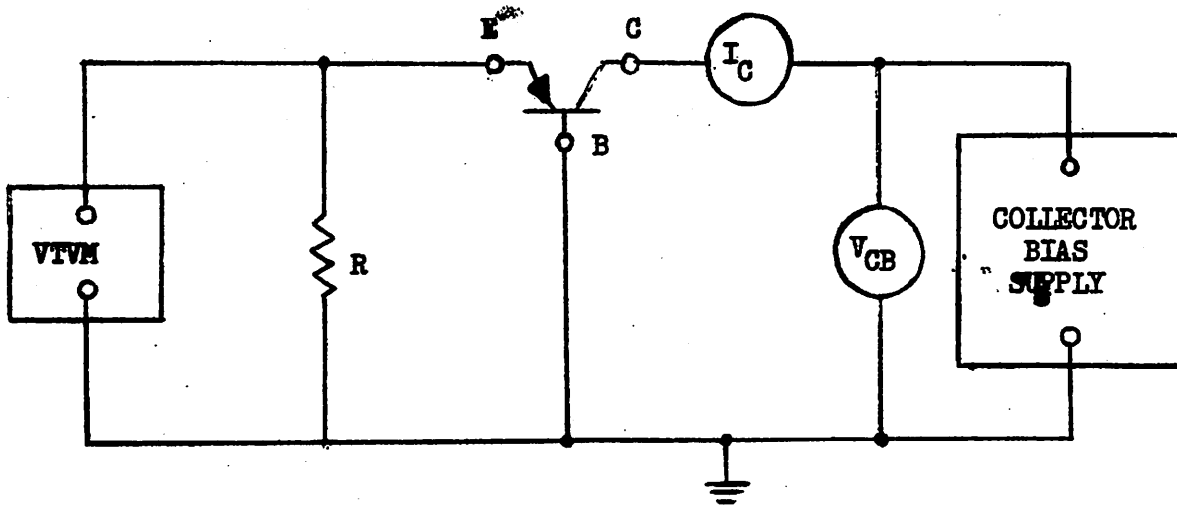 E
C
I_C
B
VTVM
R
V_CB
COLLECTOR
BIAS
SUPPLY